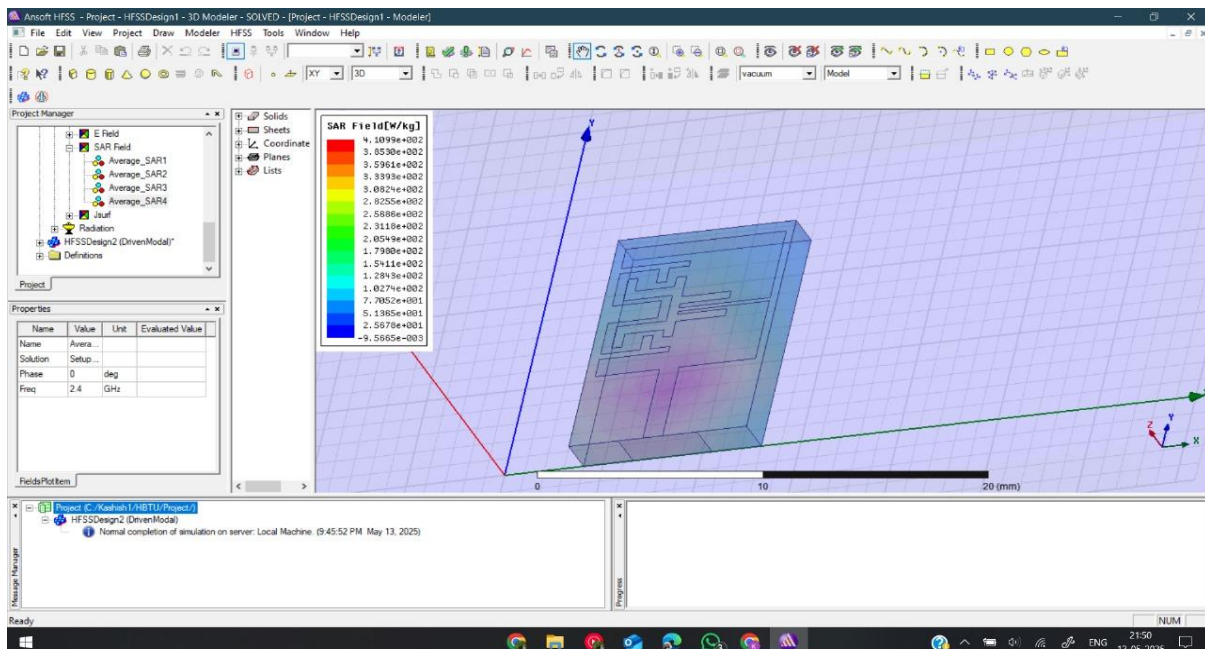 Ansoft HFSS - Project - HFSSDesign1 - 3D Modeler - SOLVED - [Project - HFSSDesign1 - Modeler]
File Edit View Project Draw Modeler HFSS Tools Window Help
XY 3D vacuum Model
Project Manager
E Field
SAR Field
Average_SAR1
Average_SAR2
Average_SAR3
Average_SAR4
Jsurf
Radiation
HFSSDesign2 (DrivenModal)*
Definitions
Project
Properties
Name Value Unit Evaluated Value
Name Avera...
Solution Setup...
Phase 0 deg
Freq 2.4 GHz
FieldsPlotItem
Solids
Sheets
Coordinate
Planes
Lists
SAR Field[W/kg]
4.1099e+002
3.8530e+002
3.5961e+002
3.3393e+002
3.0824e+002
2.8255e+002
2.5686e+002
2.3118e+002
2.0549e+002
1.7980e+002
1.5411e+002
1.2843e+002
1.0274e+002
7.7052e+001
5.1365e+001
2.5678e+001
-9.5665e-003
Y
Z Y X
0 10 20 (mm)
Project (C:/Kashish1/HBTU/Project/)
HFSSDesign2 (DrivenModal)
Normal completion of simulation on server: Local Machine. (9:45:52 PM May 13, 2025)
Message Manager
Progress
Ready
NUM
ENG
21:50
13-05-2025